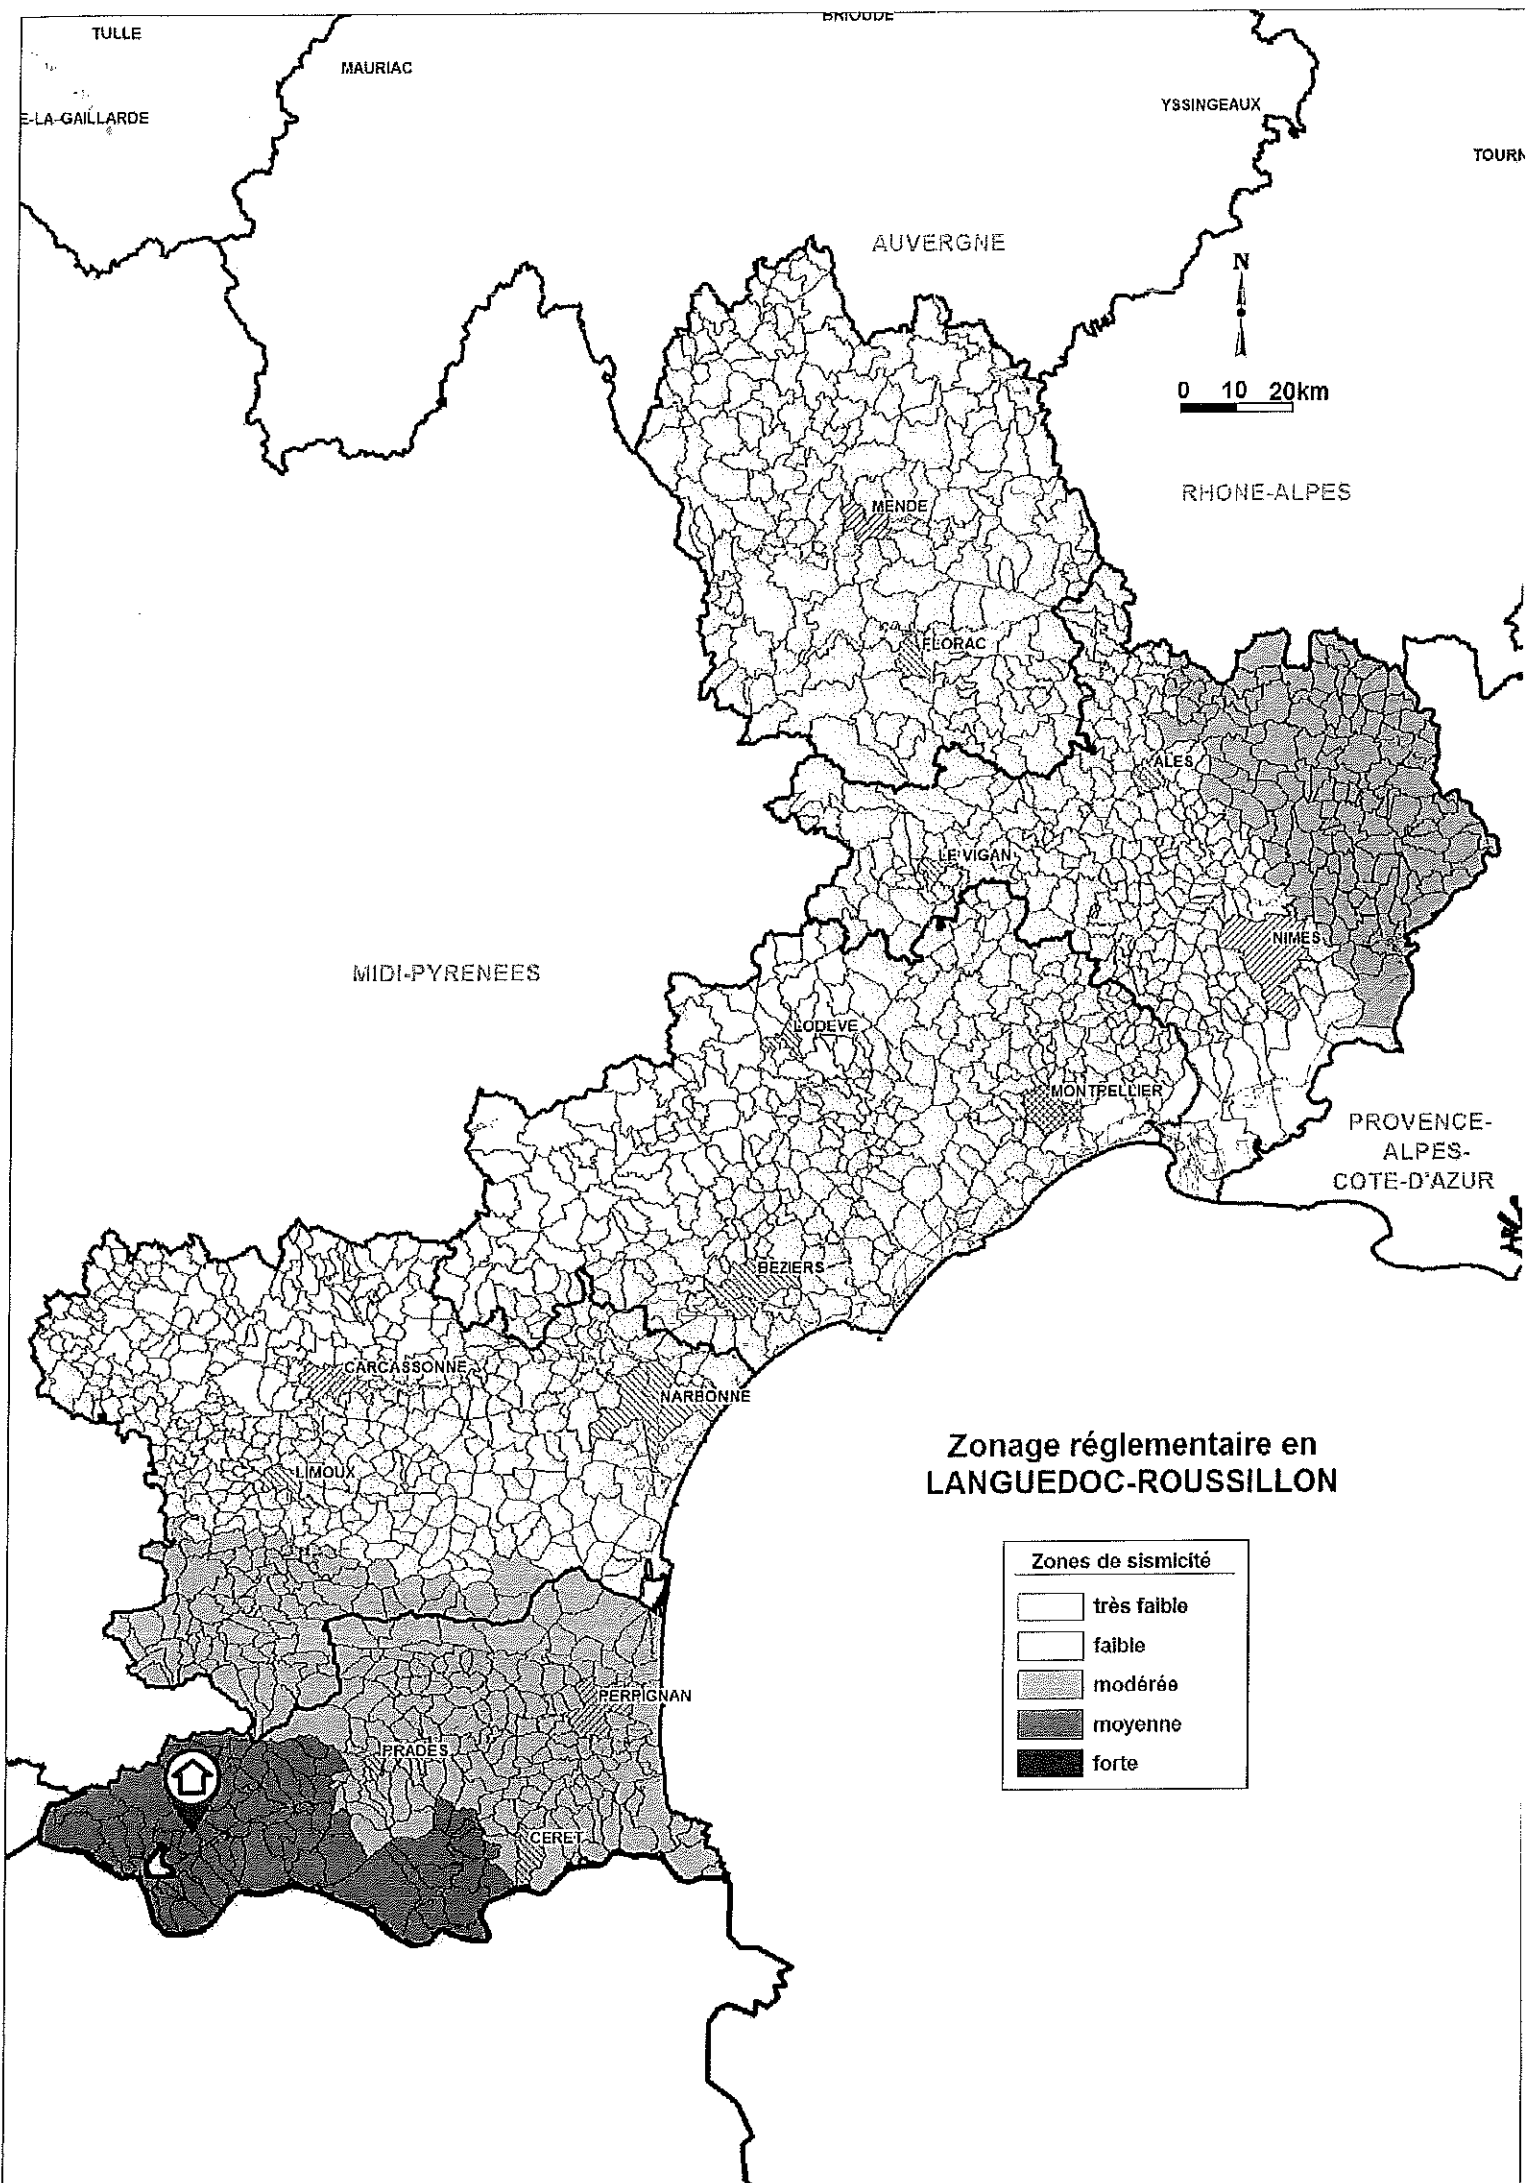 BRIOUDE
TULLE
MAURIAC
E-LA-GAILLARDE
YSSINGEAUX
TOURN
AUVERGNE
N
0 10 20km
RHONE-ALPES
MENDE
FLORAC
ALES
LE VIGAN
NIMES
MIDI-PYRENEES
LODEVE
MONTPELLIER
PROVENCE-
ALPES-
COTE-D'AZUR
BEZIERS
CARCASSONNE
NARBONNE
Zonage réglementaire en
LANGUEDOC-ROUSSILLON
LIMOUX
Zones de sismicité
très faible
faible
modérée
moyenne
forte
PERPIGNAN
PRADES
CERET